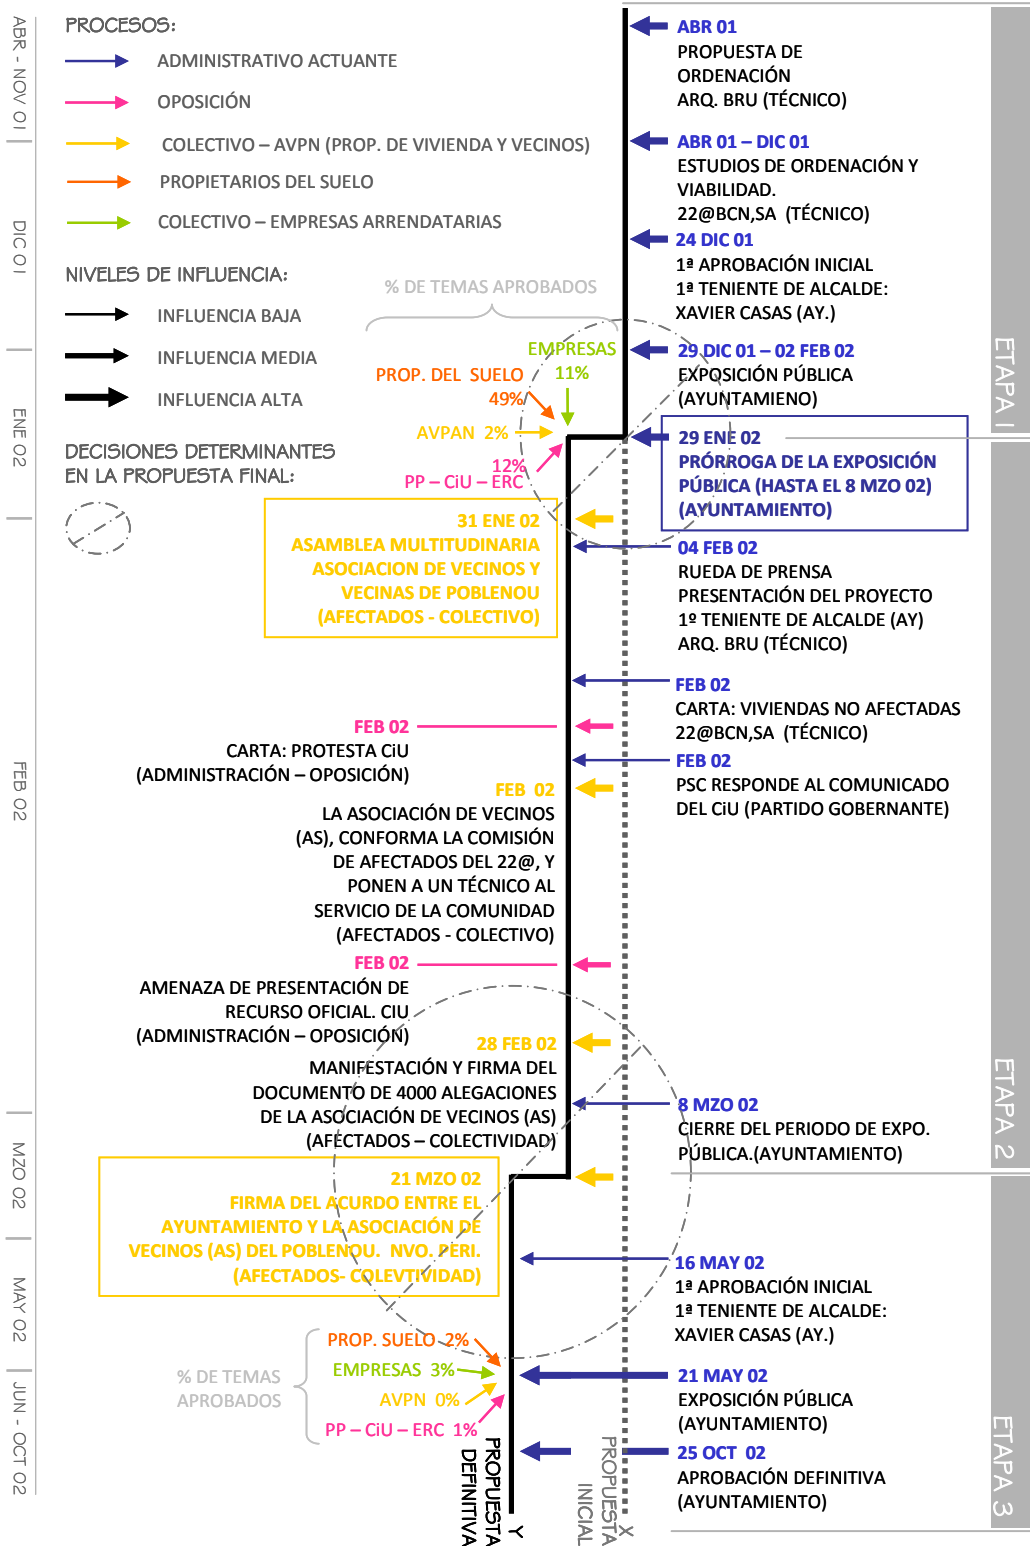 PROCESOS:
ADMINISTRATIVO ACTUANTE
OPOSICIÓN
COLECTIVO – AVPN (PROP. DE VIVIENDA Y VECINOS)
PROPIETARIOS DEL SUELO
COLECTIVO – EMPRESAS ARRENDATARIAS
NIVELES DE INFLUENCIA:
INFLUENCIA BAJA
INFLUENCIA MEDIA
INFLUENCIA ALTA
DECISIONES DETERMINANTES
EN LA PROPUESTA FINAL:
ABR - NOV 01
DIC 01
ENE 02
FEB 02
MZO 02
MAY 02
JUN - OCT 02
% DE TEMAS APROBADOS
EMPRESAS
11%
PROP. DEL SUELO
49%
AVPAN 2%
12%
PP – CiU – ERC
ABR 01
PROPUESTA DE
ORDENACIÓN
ARQ. BRU (TÉCNICO)
ABR 01 – DIC 01
ESTUDIOS DE ORDENACIÓN Y
VIABILIDAD.
22@BCN,SA (TÉCNICO)
24 DIC 01
1ª APROBACIÓN INICIAL
1ª TENIENTE DE ALCALDE:
XAVIER CASAS (AY.)
29 DIC 01 – 02 FEB 02
EXPOSICIÓN PÚBLICA
(AYUNTAMIENO)
29 ENE 02
PRÓRROGA DE LA EXPOSICIÓN
PÚBLICA (HASTA EL 8 MZO 02)
(AYUNTAMIENTO)
ETAPA 1
31 ENE 02
ASAMBLEA MULTITUDINARIA
ASOCIACION DE VECINOS Y
VECINAS DE POBLENOU
(AFECTADOS - COLECTIVO)
04 FEB 02
RUEDA DE PRENSA
PRESENTACIÓN DEL PROYECTO
1º TENIENTE DE ALCALDE (AY)
ARQ. BRU (TÉCNICO)
FEB 02
CARTA: VIVIENDAS NO AFECTADAS
22@BCN,SA (TÉCNICO)
FEB 02
CARTA: PROTESTA CiU
(ADMINISTRACIÓN – OPOSICIÓN)
FEB 02
PSC RESPONDE AL COMUNICADO
DEL CiU (PARTIDO GOBERNANTE)
FEB 02
LA ASOCIACIÓN DE VECINOS
(AS), CONFORMA LA COMISIÓN
DE AFECTADOS DEL 22@, Y
PONEN A UN TÉCNICO AL
SERVICIO DE LA COMUNIDAD
(AFECTADOS - COLECTIVO)
FEB 02
AMENAZA DE PRESENTACIÓN DE
RECURSO OFICIAL. CIU
(ADMINISTRACIÓN – OPOSICIÓN)
28 FEB 02
MANIFESTACIÓN Y FIRMA DEL
DOCUMENTO DE 4000 ALEGACIONES
DE LA ASOCIACIÓN DE VECINOS (AS)
(AFECTADOS – COLECTIVIDAD)
8 MZO 02
CIERRE DEL PERIODO DE EXPO.
PÚBLICA.(AYUNTAMIENTO)
ETAPA 2
21 MZO 02
FIRMA DEL ACURDO ENTRE EL
AYUNTAMIENTO Y LA ASOCIACIÓN DE
VECINOS (AS) DEL POBLENOU. NVO. PERI.
(AFECTADOS- COLEVTIVIDAD)
16 MAY 02
1ª APROBACIÓN INICIAL
1ª TENIENTE DE ALCALDE:
XAVIER CASAS (AY.)
% DE TEMAS
APROBADOS
PROP. SUELO 2%
EMPRESAS 3%
AVPN 0%
PP – CiU – ERC 1%
21 MAY 02
EXPOSICIÓN PÚBLICA
(AYUNTAMIENTO)
25 OCT 02
APROBACIÓN DEFINITIVA
(AYUNTAMIENTO)
ETAPA 3
Y
PROPUESTA
DEFINITIVA
X
PROPUESTA
INICIAL